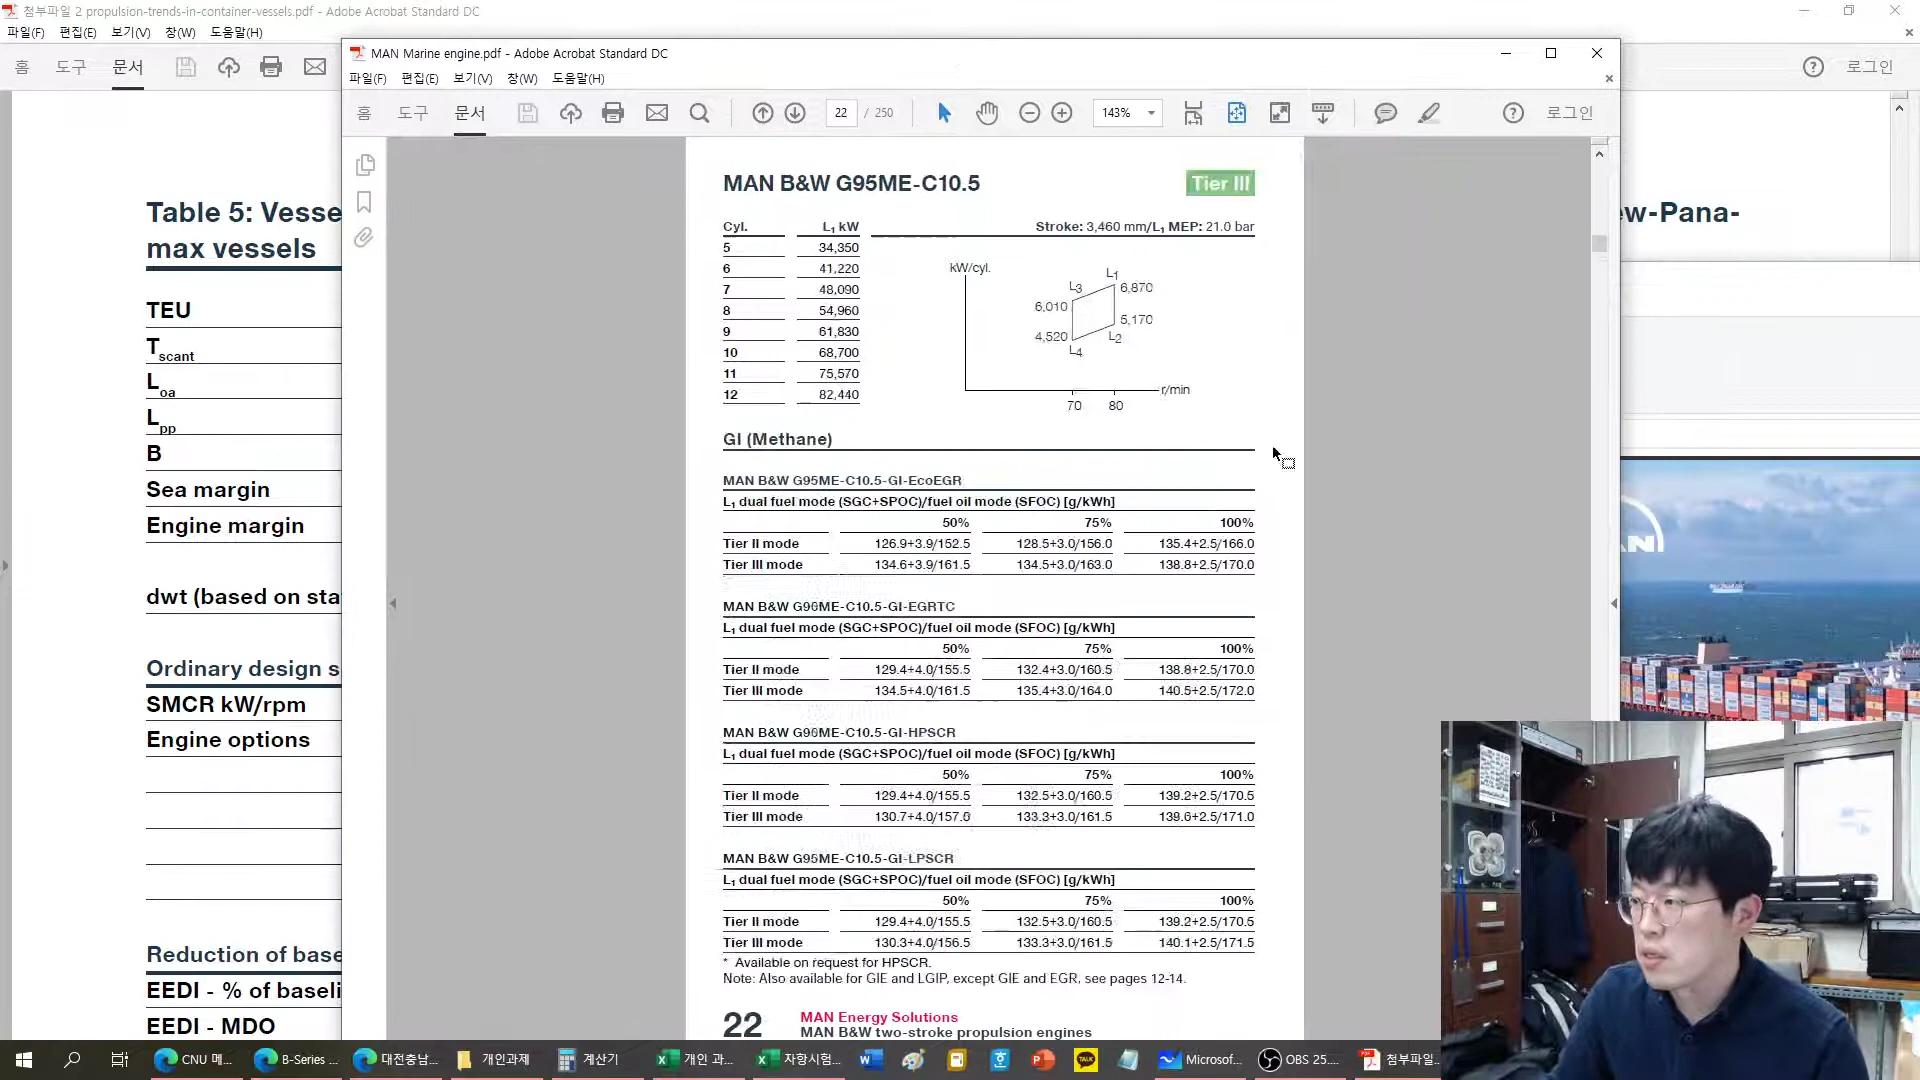 첨부파일 2 propulsion-trends-in-container-vessels.pdf - Adobe Acrobat Standard DC
파일(F) 편집(E) 보기(V) 창(W) 도움말(H)
홈 도구 문서
로그인
MAN Marine engine.pdf - Adobe Acrobat Standard DC
파일(F) 편집(E) 보기(V) 창(W) 도움말(H)
홈 도구 문서 22 / 250 143% 로그인
Table 5: Vesse
ew-Pana-
max vessels
TEU
Tscant
Loa
Lpp
B
Sea margin
Engine margin
dwt (based on sta
Ordinary design s
SMCR kW/rpm
Engine options
Reduction of base
EEDI - % of baseli
EEDI - MDO
MAN B&W G95ME-C10.5
Tier III
Cyl. L1 kW
Stroke: 3,460 mm/L1 MEP: 21.0 bar
5 34,350
6 41,220
7 48,090
8 54,960
9 61,830
10 68,700
11 75,570
12 82,440
kW/cyl.
L1
L3 6,870
6,010
5,170
4,520
L2
L4
r/min
70 80
GI (Methane)
MAN B&W G95ME-C10.5-GI-EcoEGR
L1 dual fuel mode (SGC+SPOC)/fuel oil mode (SFOC) [g/kWh]
50% 75% 100%
Tier II mode 126.9+3.9/152.5 128.5+3.0/156.0 135.4+2.5/166.0
Tier III mode 134.6+3.9/161.5 134.5+3.0/163.0 138.8+2.5/170.0
MAN B&W G96ME-C10.5-GI-EGRTC
L1 dual fuel mode (SGC+SPOC)/fuel oil mode (SFOC) [g/kWh]
50% 75% 100%
Tier II mode 129.4+4.0/155.5 132.4+3.0/160.5 138.8+2.5/170.0
Tier III mode 134.5+4.0/161.5 135.4+3.0/164.0 140.5+2.5/172.0
MAN B&W G90ME-C10.5-GI-HPSCR
L1 dual fuel mode (SGC+SPOC)/fuel oil mode (SFOC) [g/kWh]
50% 75% 100%
Tier II mode 129.4+4.0/155.5 132.5+3.0/160.5 139.2+2.5/170.5
Tier III mode 130.7+4.0/157.0 133.3+3.0/161.5 139.6+2.5/171.0
MAN B&W G95ME-C10.5-GI-LPSCR
L1 dual fuel mode (SGC+SPOC)/fuel oil mode (SFOC) [g/kWh]
50% 75% 100%
Tier II mode 129.4+4.0/155.5 132.5+3.0/160.5 139.2+2.5/170.5
Tier III mode 130.3+4.0/156.5 133.3+3.0/161.5 140.1+2.5/171.5
* Available on request for HPSCR.
Note: Also available for GIE and LGIP, except GIE and EGR, see pages 12-14.
22
MAN Energy Solutions
MAN B&W two-stroke propulsion engines
CNU 메... B-Series ... 대전충남... 개인과제 계산기 개인 과... 자항시험... Microsof... OBS 25.... 첨부파일...